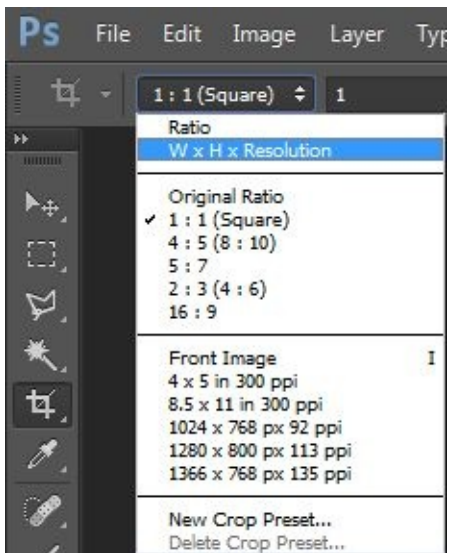 Ps File Edit Image Layer Typ
1 : 1 (Square) 1
Ratio
W x H x Resolution
Original Ratio
1 : 1 (Square)
4 : 5 (8 : 10)
5 : 7
2 : 3 (4 : 6)
16 : 9
Front Image I
4 x 5 in 300 ppi
8.5 x 11 in 300 ppi
1024 x 768 px 92 ppi
1280 x 800 px 113 ppi
1366 x 768 px 135 ppi
New Crop Preset...
Delete Crop Preset...